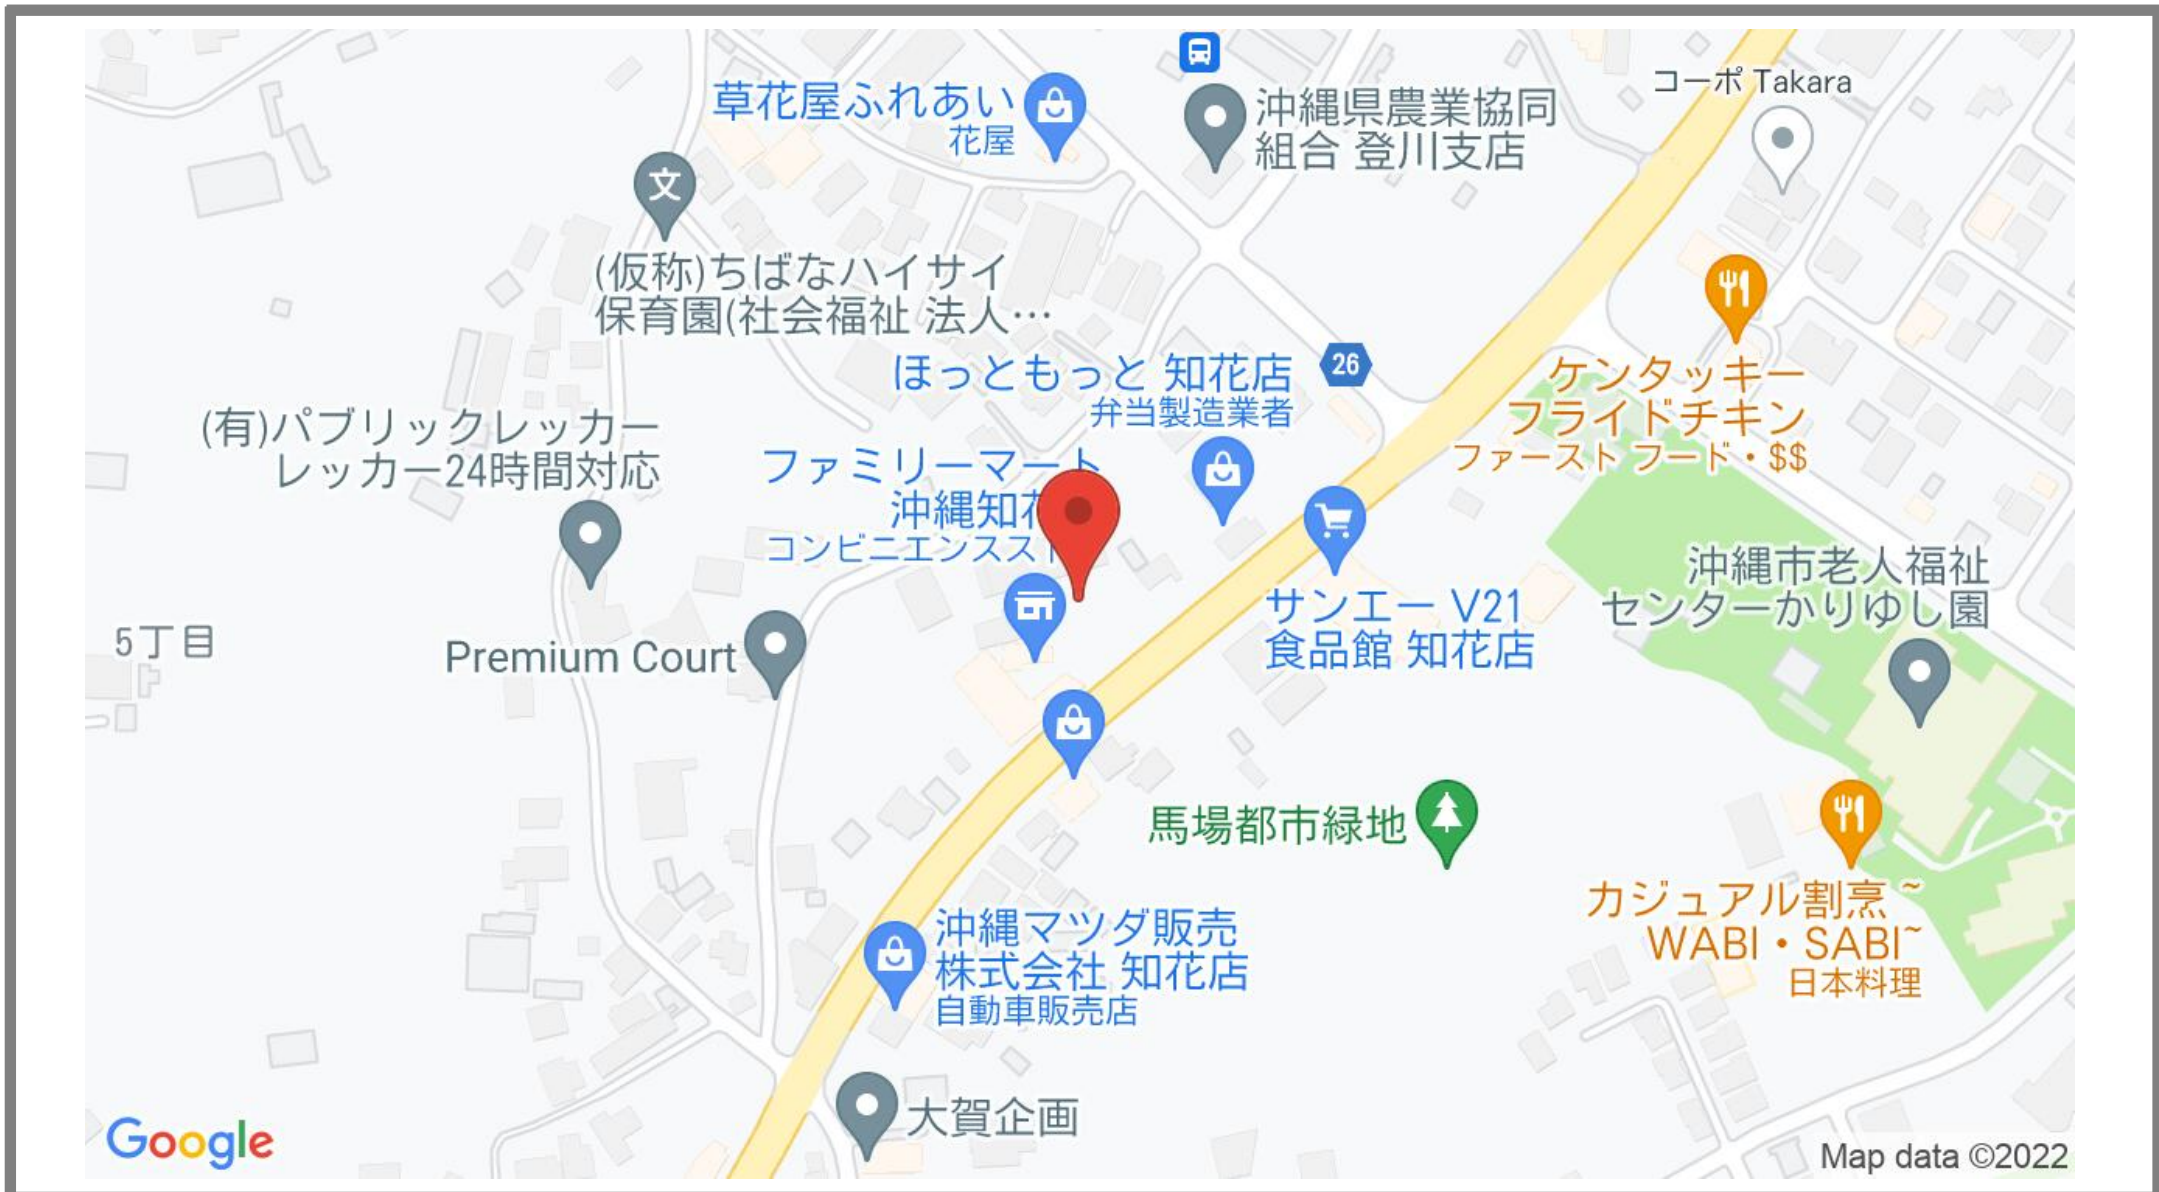 コーポ Takara
草花屋ふれあい
花屋
沖縄県農業協同
組合 登川支店
文
(仮称)ちばなハイサイ
保育園(社会福祉 法人…
ほっともっと 知花店
弁当製造業者
26
ケンタッキー
フライドチキン
ファースト フード・$$
(有)パブリックレッカー
レッカー24時間対応
ファミリーマート
沖縄知
コンビニエンスス
沖縄市老人福祉
センターかりゆし園
サンエー V21
食品館 知花店
5丁目
Premium Court
馬場都市緑地
カジュアル割烹 ~
WABI・SABI~
日本料理
沖縄マツダ販売
株式会社 知花店
自動車販売店
大賀企画
Google
Map data ©2022